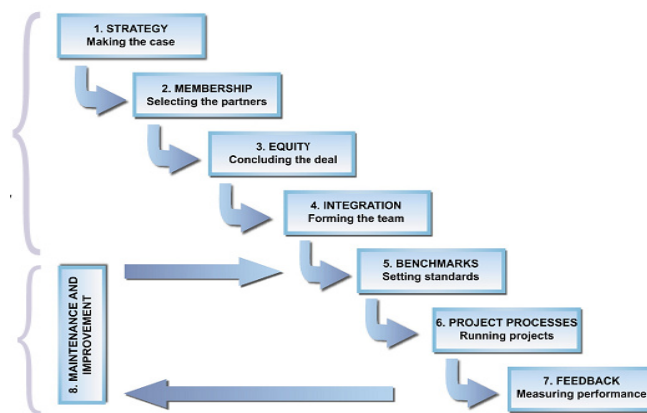 1. STRATEGY
Making the case
2. MEMBERSHIP
Selecting the partners
3. EQUITY
Concluding the deal
4. INTEGRATION
Forming the team
5. BENCHMARKS
Setting standards
6. PROJECT PROCESSES
Running projects
7. FEEDBACK
Measuring performance
8. MAINTENANCE AND
IMPROVEMENT